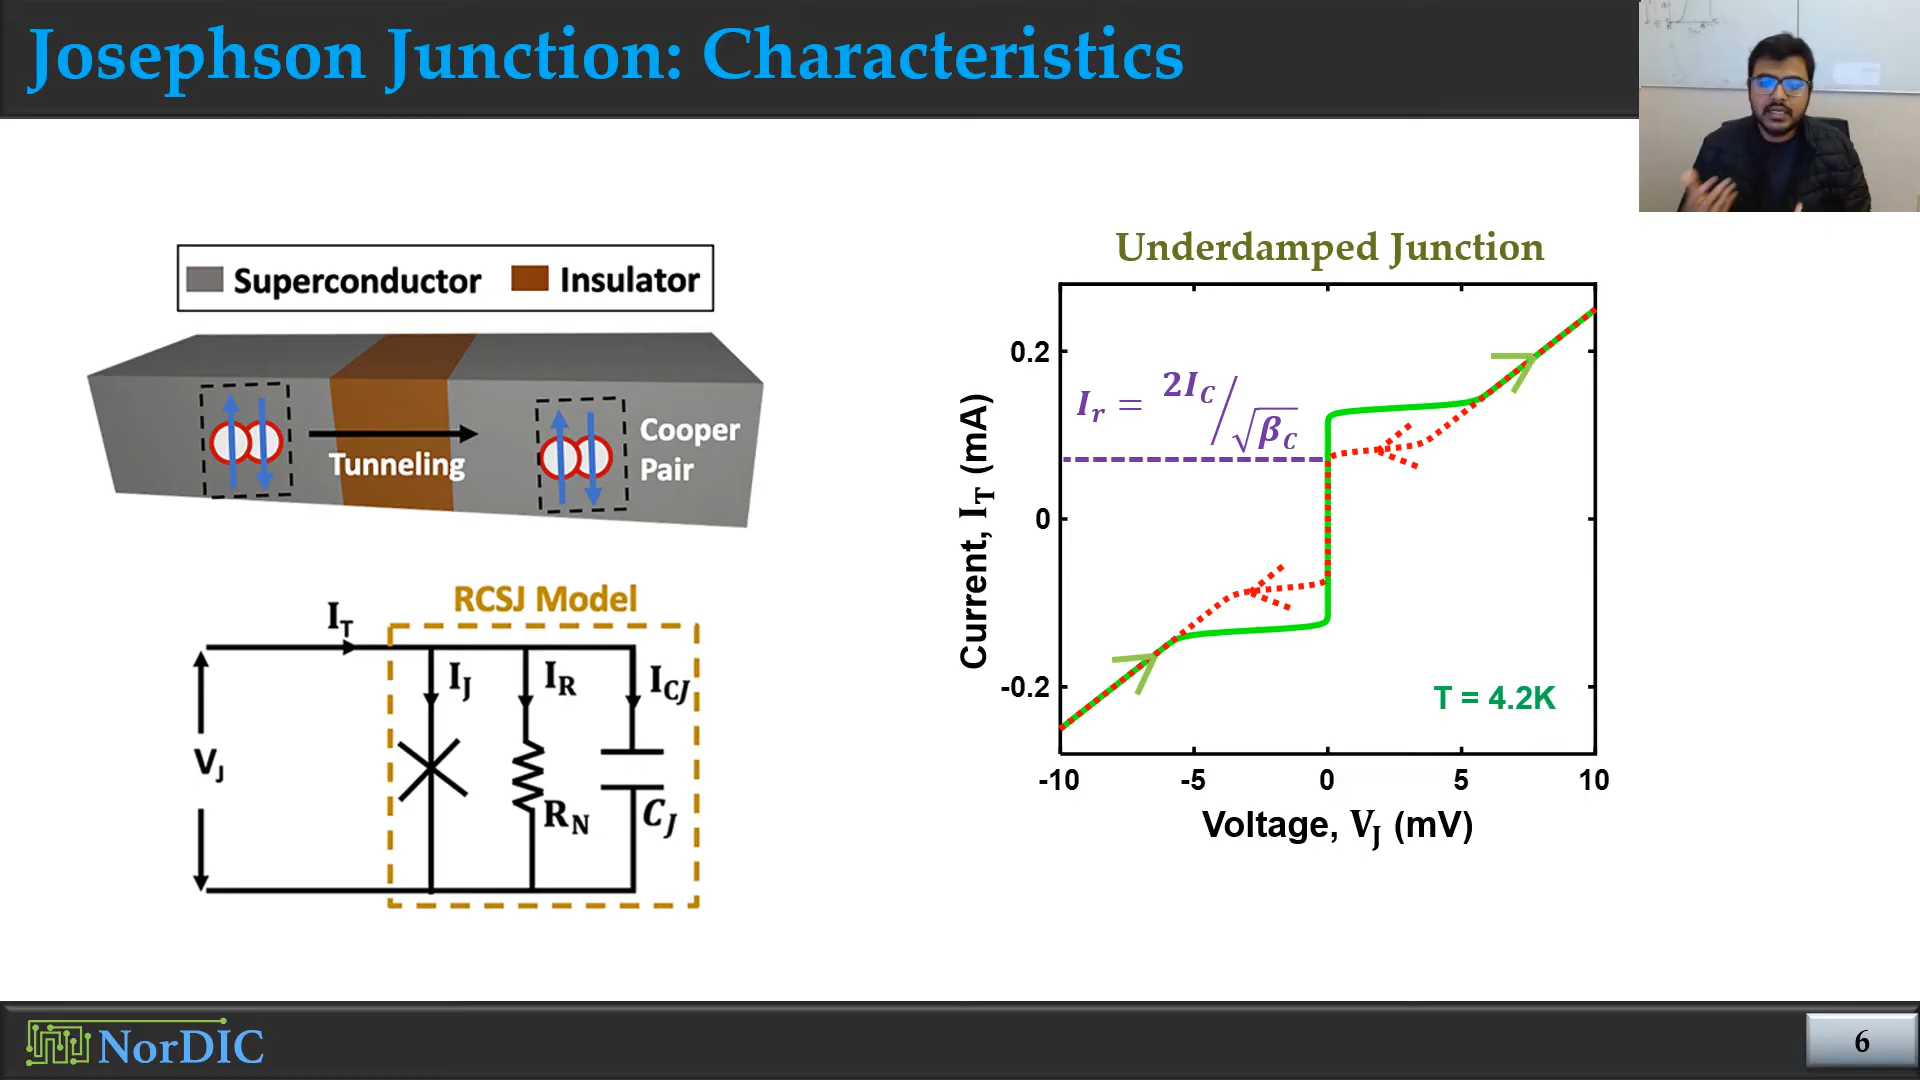 Josephson Junction: Characteristics
Superconductor Insulator
Tunneling
Cooper
Pair
RCSJ Model
I_T
I_J
I_R
I_CJ
V_J
R_N
C_J
Underdamped Junction
I_r = 2I_C/√β_C
0.2
0
-0.2
Current, I_T (mA)
T = 4.2K
-10 -5 0 5 10
Voltage, V_J (mV)
NorDIC
6